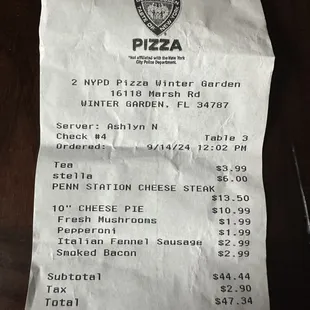 PIZZA
*Not affiliated with the New York
City Police Department.
2 NYPD Pizza Winter Garden
16118 Marsh Rd
WINTER GARDEN, FL 34787
Server: Ashlyn N
Check #4 Table 3
Ordered: 9/14/24 12:02 PM
Tea $3.99
stella $6.00
PENN STATION CHEESE STEAK
$13.50
10" CHEESE PIE $10.99
Fresh Mushrooms $1.99
Pepperoni $1.99
Italian Fennel Sausage $2.99
Smoked Bacon $2.99
Subtotal $44.44
Tax $2.90
Total $47.34